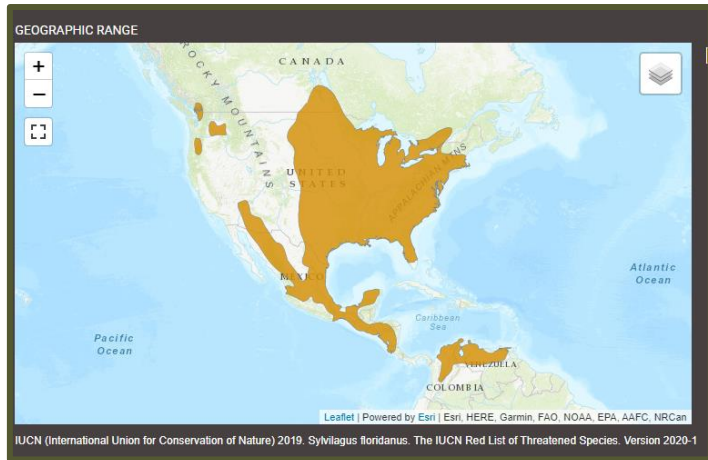 GEOGRAPHIC RANGE
+
−
CANADA
ROCKY MOUNTAINS
UNITED
STATES
APPALACHIAN MTNS
MEXICO
Atlantic
Ocean
Caribbean
Sea
Pacific
Ocean
VENEZUELA
COLOMBIA
Leaflet | Powered by Esri | Esri, HERE, Garmin, FAO, NOAA, EPA, AAFC, NRCan
IUCN (International Union for Conservation of Nature) 2019. Sylvilagus floridanus. The IUCN Red List of Threatened Species. Version 2020-1